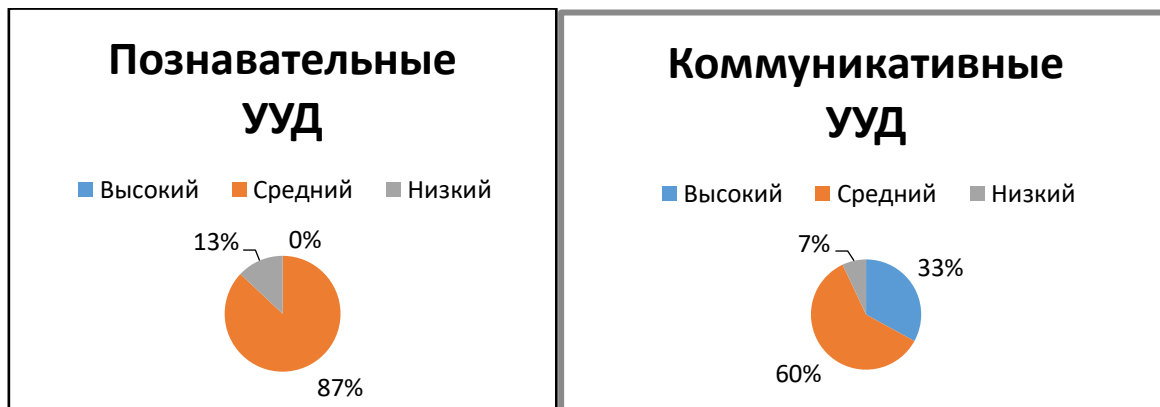 Познавательные
УУД
Высокий Средний Низкий
13% 0%
87%
Коммуникативные
УУД
Высокий Средний Низкий
7%
33%
60%